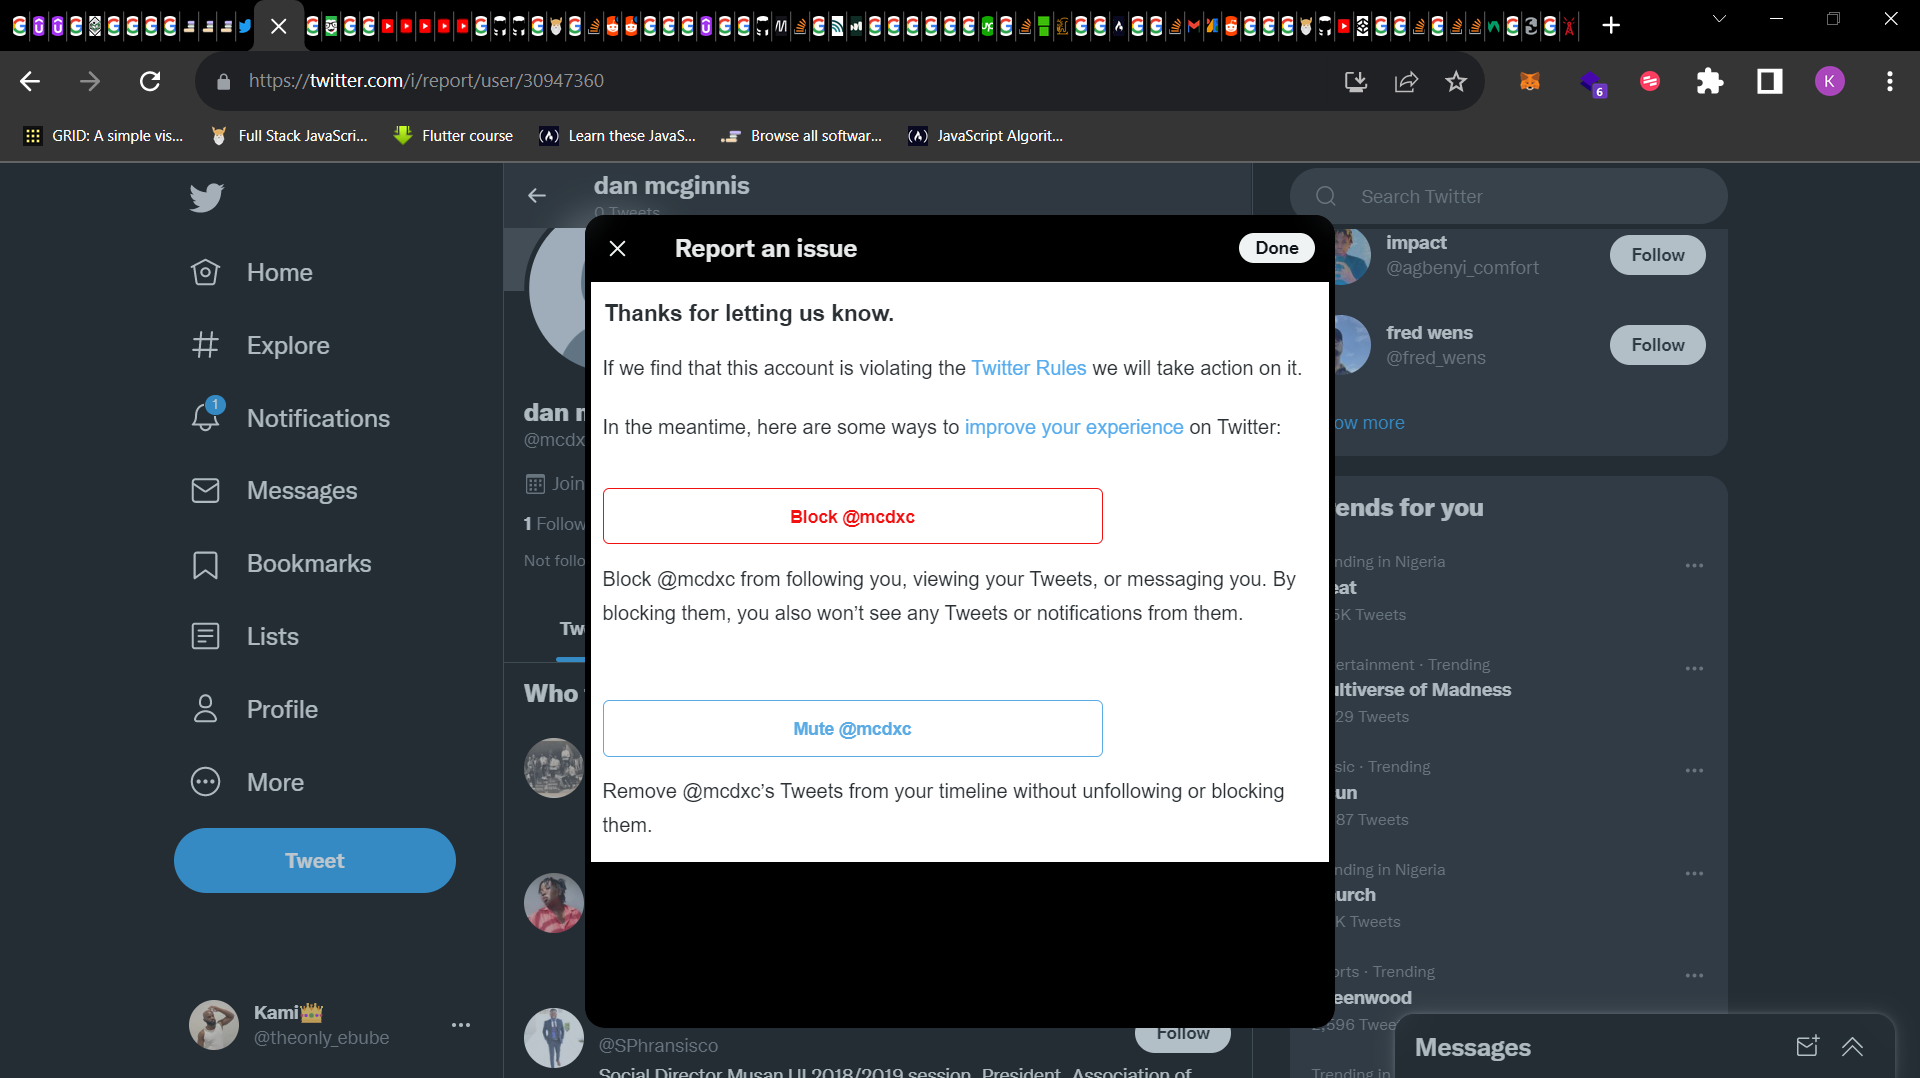 https://twitter.com/i/report/user/30947360
6
K
GRID: A simple vis...
Full Stack JavaScri...
Flutter course
Learn these JavaS...
Browse all softwar...
JavaScript Algorit...
Home
Explore
1
Notifications
Messages
Bookmarks
Lists
Profile
More
Tweet
Kami
@theonly_ebube
dan mcginnis
0 Tweets
dan m
@mcdx
Join
1 Follow
Not follo
Tw
Who
Report an issue
Done
Thanks for letting us know.
If we find that this account is violating the Twitter Rules we will take action on it.
In the meantime, here are some ways to improve your experience on Twitter:
Block @mcdxc
Block @mcdxc from following you, viewing your Tweets, or messaging you. By
blocking them, you also won’t see any Tweets or notifications from them.
Mute @mcdxc
Remove @mcdxc’s Tweets from your timeline without unfollowing or blocking
them.
@SPhransisco
Follow
Social Director Musan UI 2018/2019 session, President, Association of
Search Twitter
impact
@agbenyi_comfort
Follow
fred wens
@fred_wens
Follow
ow more
ends for you
nding in Nigeria
eat
5K Tweets
ertainment · Trending
ultiverse of Madness
29 Tweets
sic · Trending
un
87 Tweets
nding in Nigeria
urch
K Tweets
orts · Trending
eenwood
2,596 Twee
Trending in
Messages